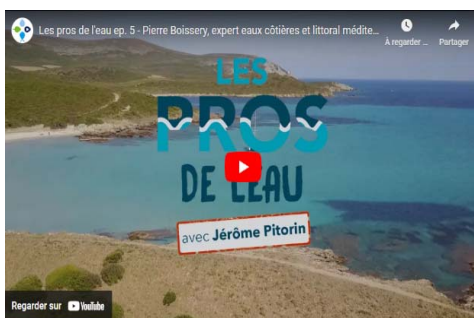 Les pros de l'eau ep. 5 - Pierre Boissery, expert eaux côtières et littoral médite...
À regarder ...
Partager
LES
PROS
DE L'EAU
avec Jérôme Pitorin
Regarder sur YouTube